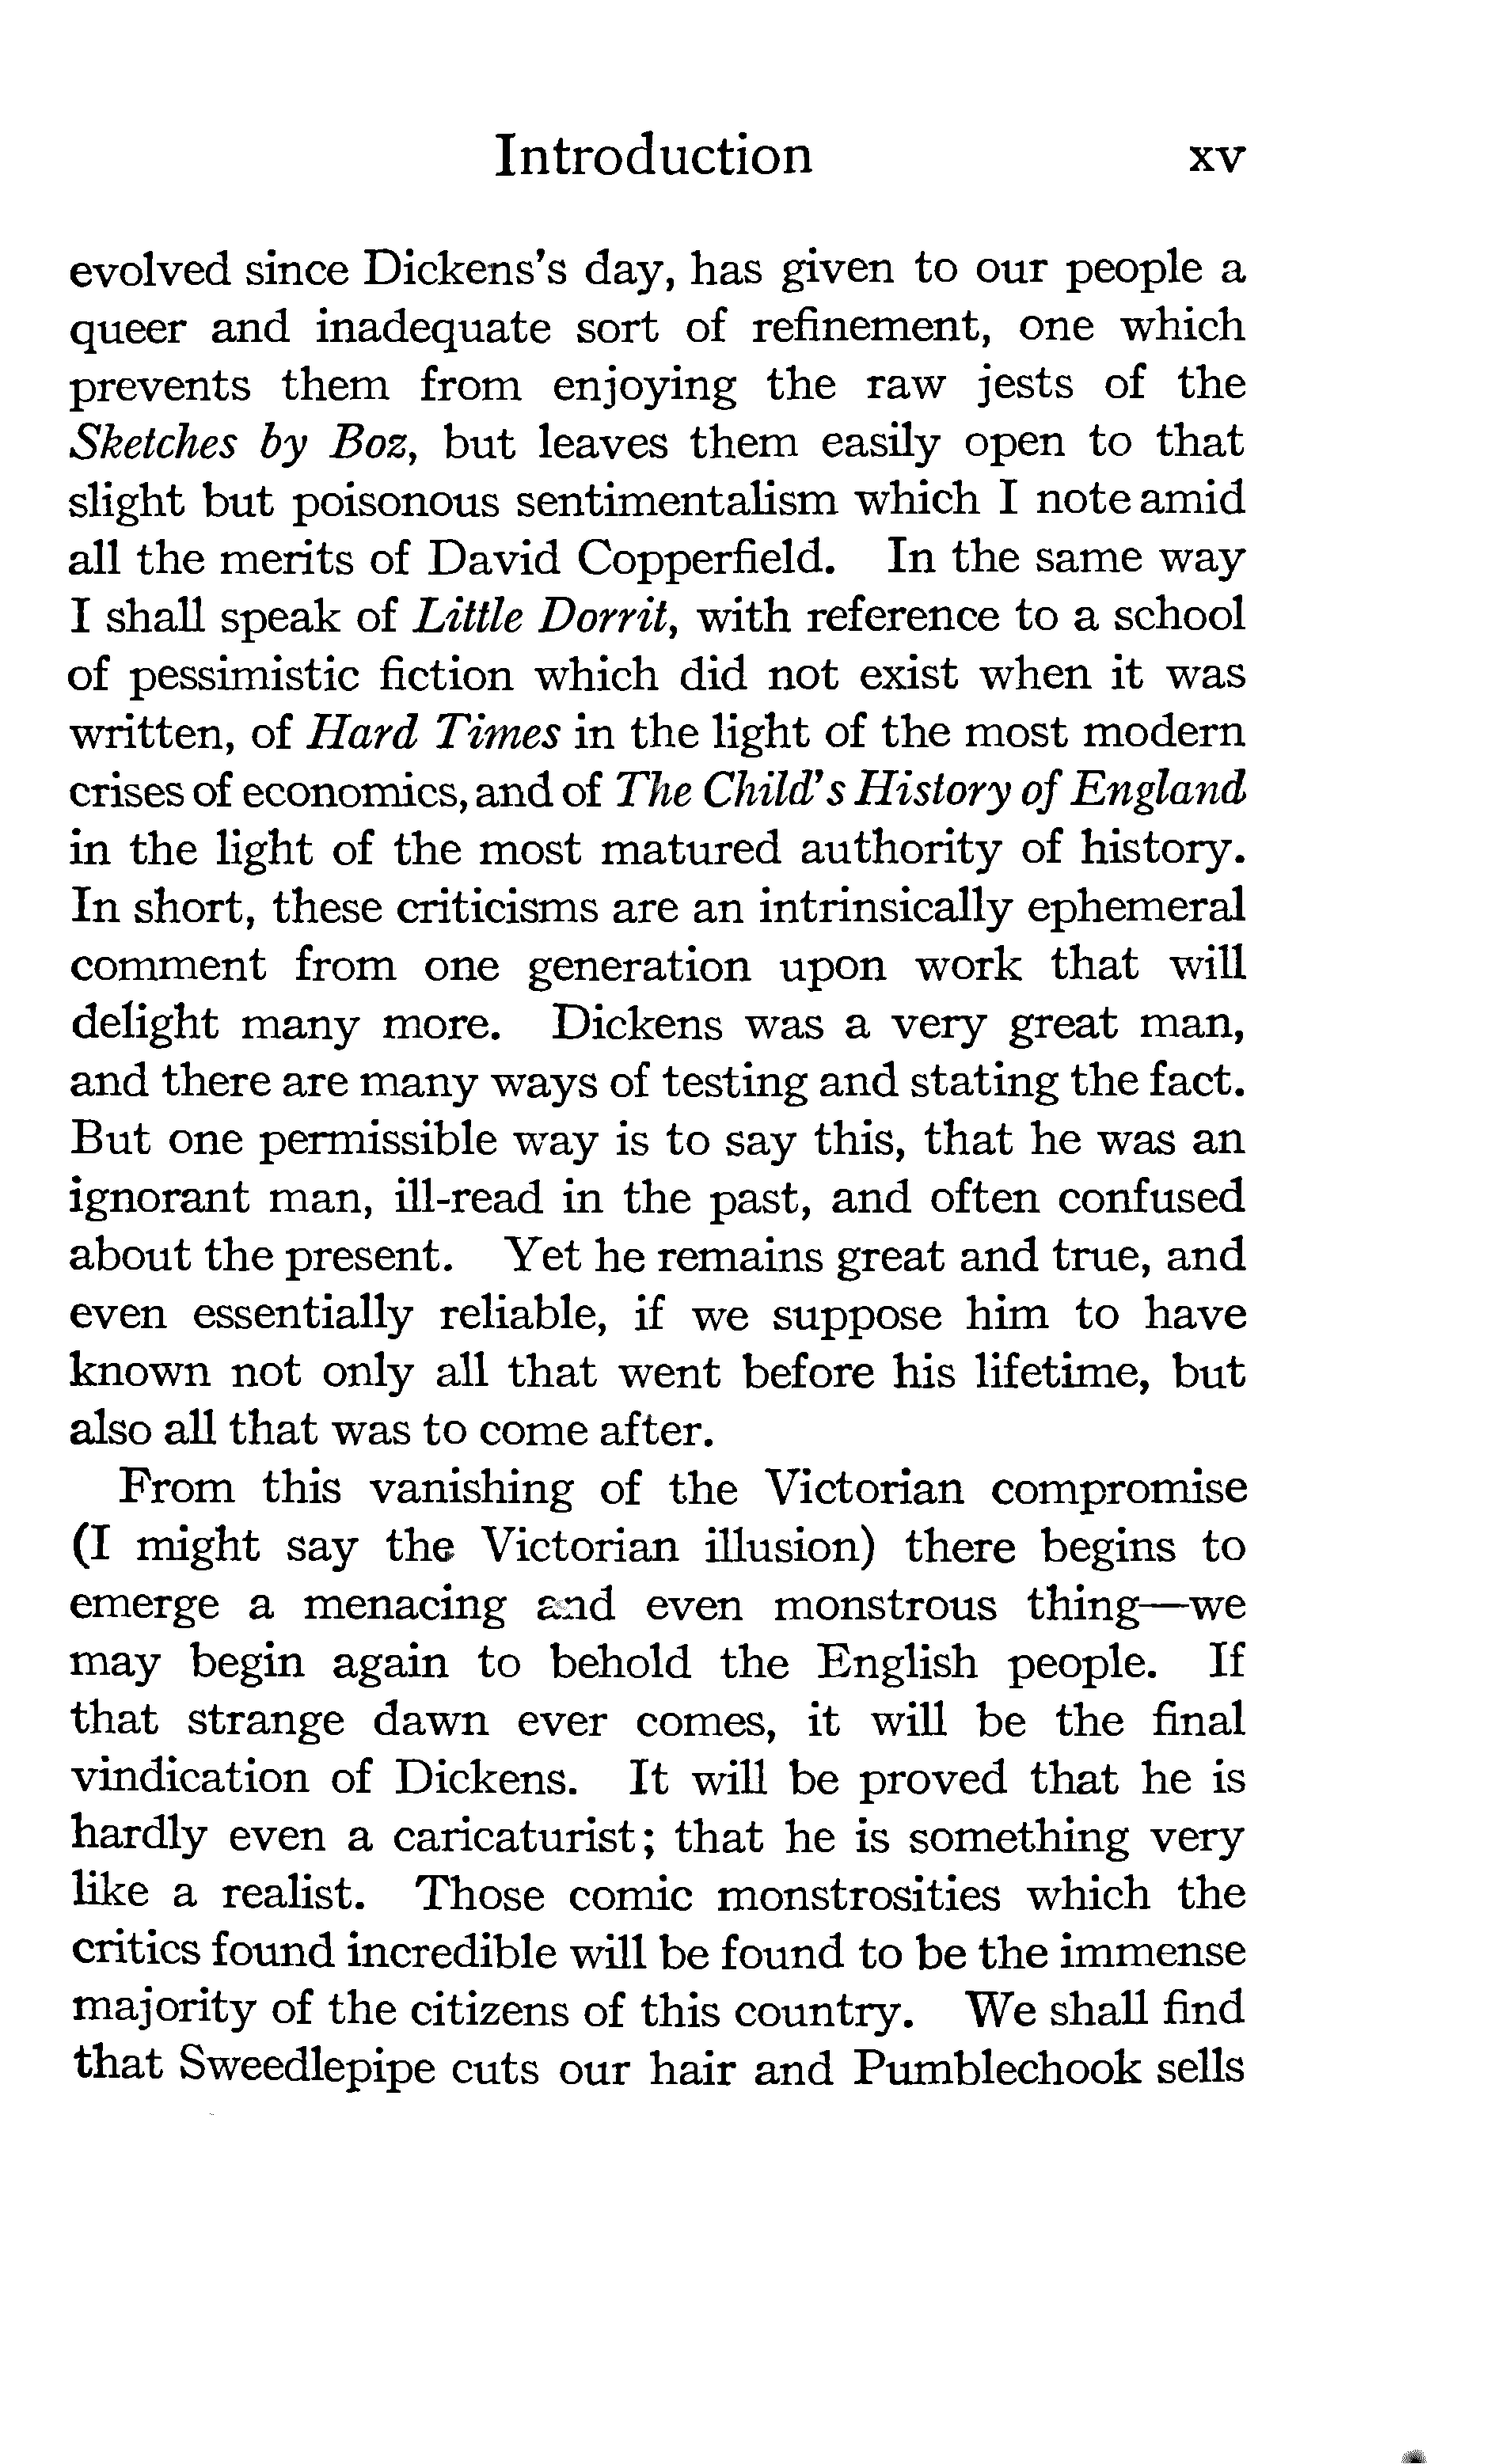 Introduction xv
evolved since Dickens's day, has given to our people a
queer and inadequate sort of refinement, one which
prevents them from enjoying the raw jests of the
Sketches by Boz, but leaves them easily open to that
slight but poisonous sentimentalism which I note amid
all the merits of David Copperfield. In the same way
I shall speak of Little Dorrit, with reference to a school
of pessimistic fiction which did not exist when it was
written, of Hard Times in the light of the most modern
crises of economics, and of The Child's History of England
in the light of the most matured authority of history.
In short, these criticisms are an intrinsically ephemeral
comment from one generation upon work that will
delight many more. Dickens was a very great man,
and there are many ways of testing and stating the fact.
But one permissible way is to say this, that he was an
ignorant man, ill-read in the past, and often confused
about the present. Yet he remains great and true, and
even essentially reliable, if we suppose him to have
known not only all that went before his lifetime, but
also all that was to come after.
From this vanishing of the Victorian compromise
(I might say the Victorian illusion) there begins to
emerge a menacing and even monstrous thing—we
may begin again to behold the English people. If
that strange dawn ever comes, it will be the final
vindication of Dickens. It will be proved that he is
hardly even a caricaturist; that he is something very
like a realist. Those comic monstrosities which the
critics found incredible will be found to be the immense
majority of the citizens of this country. We shall find
that Sweedlepipe cuts our hair and Pumblechook sells